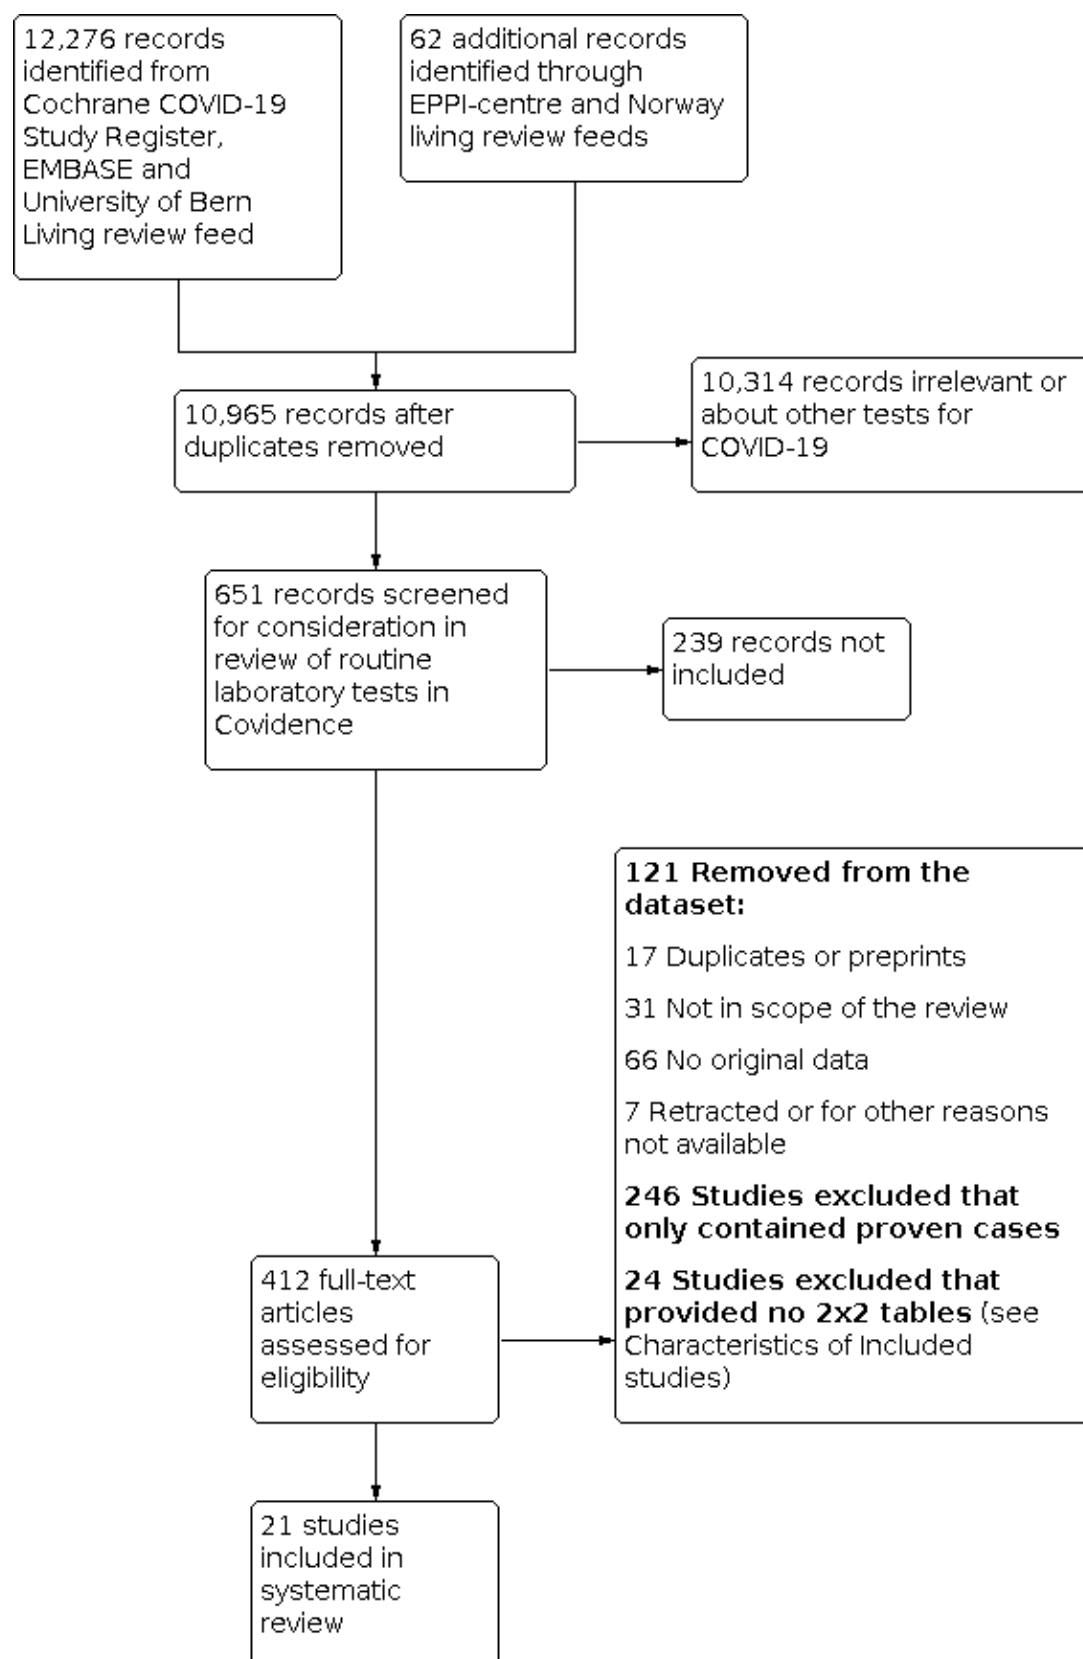 12,276 records
identified from
Cochrane COVID-19
Study Register,
EMBASE and
University of Bern
Living review feed
62 additional records
identified through
EPPI-centre and Norway
living review feeds
10,965 records after
duplicates removed
10,314 records irrelevant or
about other tests for
COVID-19
651 records screened
for consideration in
review of routine
laboratory tests in
Covidence
239 records not
included
412 full-text
articles
assessed for
eligibility
121 Removed from the
dataset:
17 Duplicates or preprints
31 Not in scope of the review
66 No original data
7 Retracted or for other reasons
not available
246 Studies excluded that
only contained proven cases
24 Studies excluded that
provided no 2x2 tables (see
Characteristics of Included
studies)
21 studies
included in
systematic
review